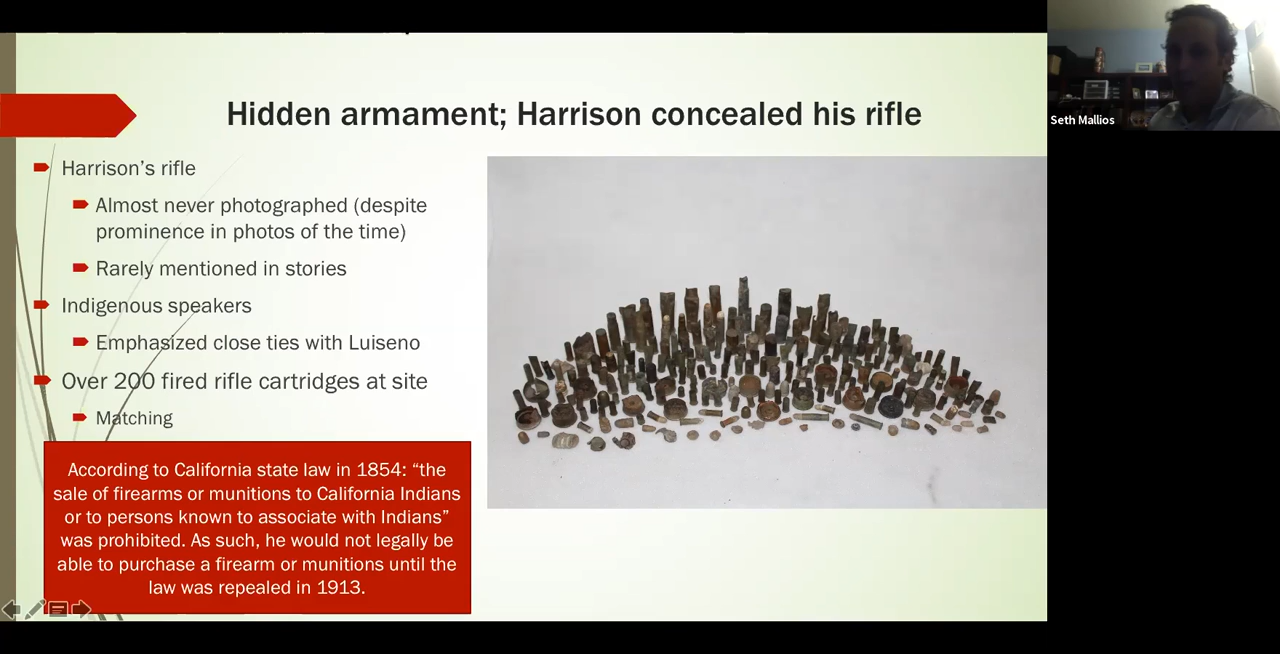 Hidden armament; Harrison concealed his rifle
Harrison's rifle
Almost never photographed (despite
prominence in photos of the time)
Rarely mentioned in stories
Indigenous speakers
Emphasized close ties with Luiseno
Over 200 fired rifle cartridges at site
Matching
According to California state law in 1854: “the
sale of firearms or munitions to California Indians
or to persons known to associate with Indians”
was prohibited. As such, he would not legally be
able to purchase a firearm or munitions until the
law was repealed in 1913.
Seth Mallios